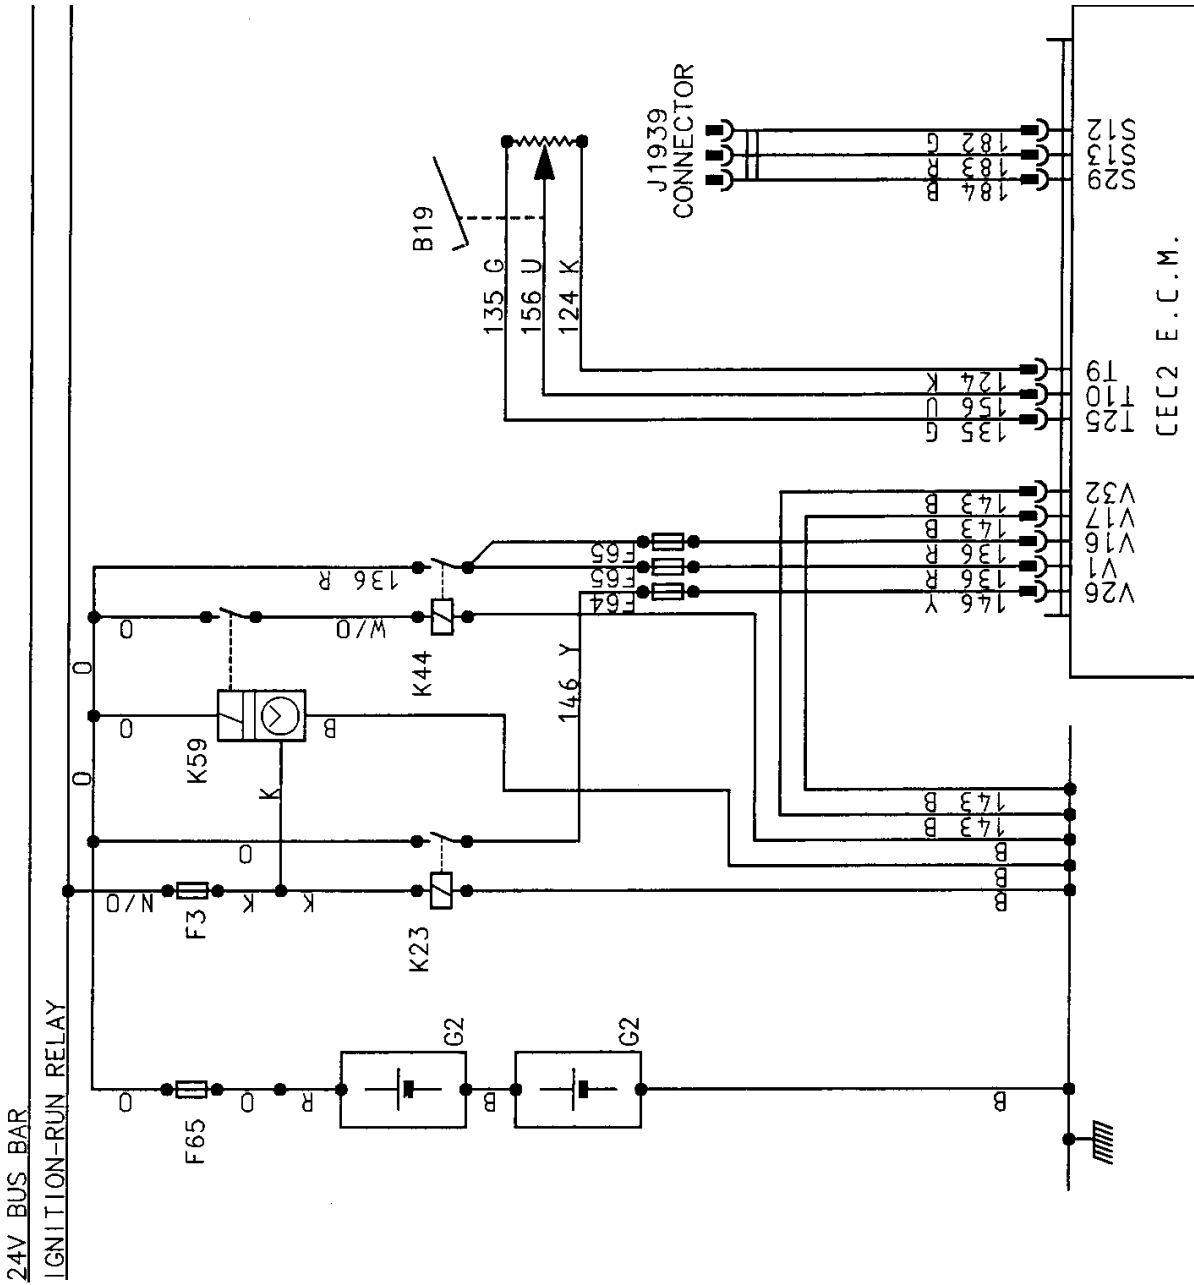 24V BUS BAR
IGNITION-RUN RELAY
O
F65
O
R
G2
B
G2
B
N/O
F3
K
K
K23
B
O
K
O
K59
O
B
B
O
O
W/O
K44
B
136 R
146 Y
F63
F65
F64
143 B
143 B
B19
135 G
156 U
124 K
J1939
CONNECTOR
182 G
183 R
184 B
124 K
156 U
135 G
143 B
143 B
136 R
136 R
146 Y
S12
S13
S29
T9
T10
T25
V32
V17
V16
V1
V26
CEC2 E.C.M.